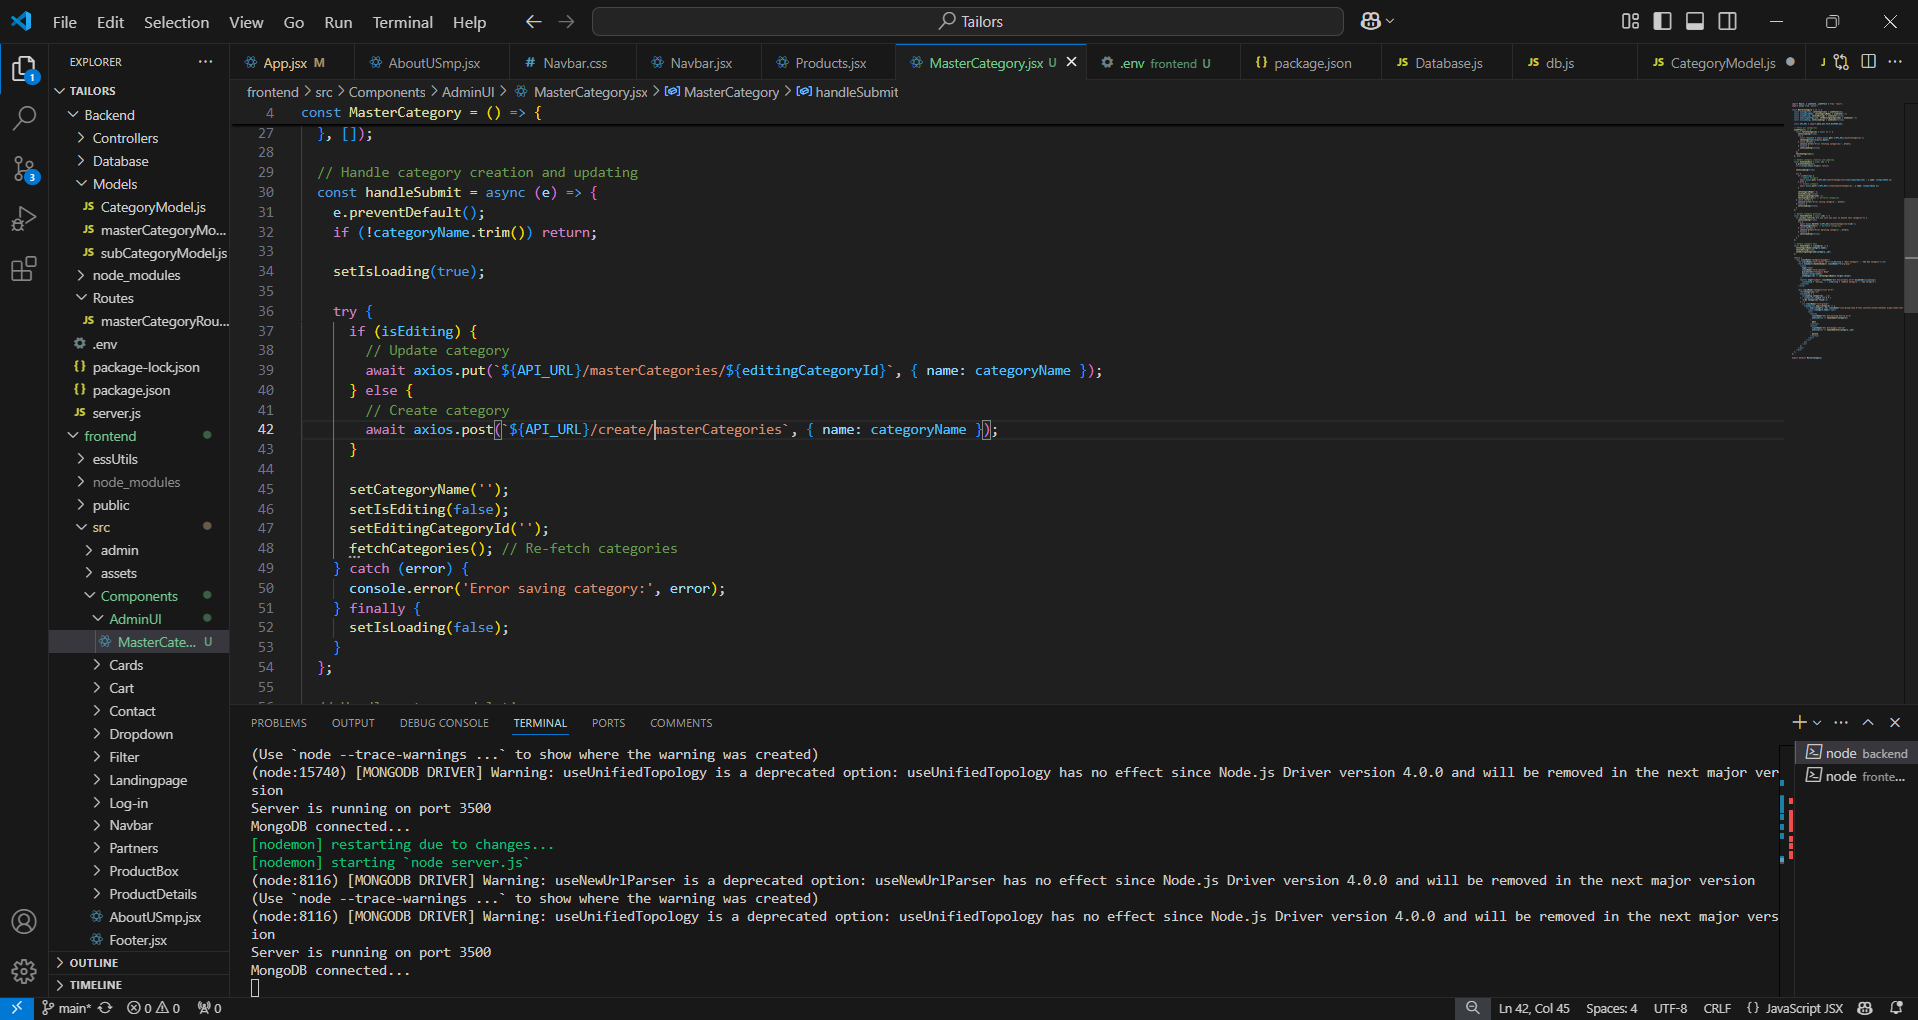 File Edit Selection View Go Run Terminal Help
Tailors
EXPLORER
App.jsx M
AboutUSmp.jsx
# Navbar.css
Navbar.jsx
Products.jsx
MasterCategory.jsx U
.env frontend U
{} package.json
JS Database.js
JS db.js
JS CategoryModel.js
J
1
3
TAILORS
Backend
Controllers
Database
Models
JS CategoryModel.js
JS masterCategoryMo...
JS subCategoryModel.js
node_modules
Routes
JS masterCategoryRou...
.env
{} package-lock.json
{} package.json
JS server.js
frontend
essUtils
node_modules
public
src
admin
assets
Components
AdminUI
MasterCate... U
Cards
Cart
Contact
Dropdown
Filter
Landingpage
Log-in
Navbar
Partners
ProductBox
ProductDetails
AboutUSmp.jsx
Footer.jsx
OUTLINE
TIMELINE
frontend > src > Components > AdminUI > MasterCategory.jsx > MasterCategory > handleSubmit
4 const MasterCategory = () => {
27 }, []);
28
29 // Handle category creation and updating
30 const handleSubmit = async (e) => {
31 e.preventDefault();
32 if (!categoryName.trim()) return;
33
34 setIsLoading(true);
35
36 try {
37 if (isEditing) {
38 // Update category
39 await axios.put(`${API_URL}/masterCategories/${editingCategoryId}`, { name: categoryName });
40 } else {
41 // Create category
42 await axios.post(`${API_URL}/create/masterCategories`, { name: categoryName });
43 }
44
45 setCategoryName('');
46 setIsEditing(false);
47 setEditingCategoryId('');
48 fetchCategories(); // Re-fetch categories
49 } catch (error) {
50 console.error('Error saving category:', error);
51 } finally {
52 setIsLoading(false);
53 }
54 };
55
PROBLEMS OUTPUT DEBUG CONSOLE TERMINAL PORTS COMMENTS
(Use `node --trace-warnings ...` to show where the warning was created)
(node:15740) [MONGODB DRIVER] Warning: useUnifiedTopology is a deprecated option: useUnifiedTopology has no effect since Node.js Driver version 4.0.0 and will be removed in the next major ver
sion
Server is running on port 3500
MongoDB connected...
[nodemon] restarting due to changes...
[nodemon] starting `node server.js`
(node:8116) [MONGODB DRIVER] Warning: useNewUrlParser is a deprecated option: useNewUrlParser has no effect since Node.js Driver version 4.0.0 and will be removed in the next major version
(Use `node --trace-warnings ...` to show where the warning was created)
(node:8116) [MONGODB DRIVER] Warning: useUnifiedTopology is a deprecated option: useUnifiedTopology has no effect since Node.js Driver version 4.0.0 and will be removed in the next major vers
ion
Server is running on port 3500
MongoDB connected...
node backend
node fronte...
main* 0 0 0
Ln 42, Col 45 Spaces: 4 UTF-8 CRLF {} JavaScript JSX